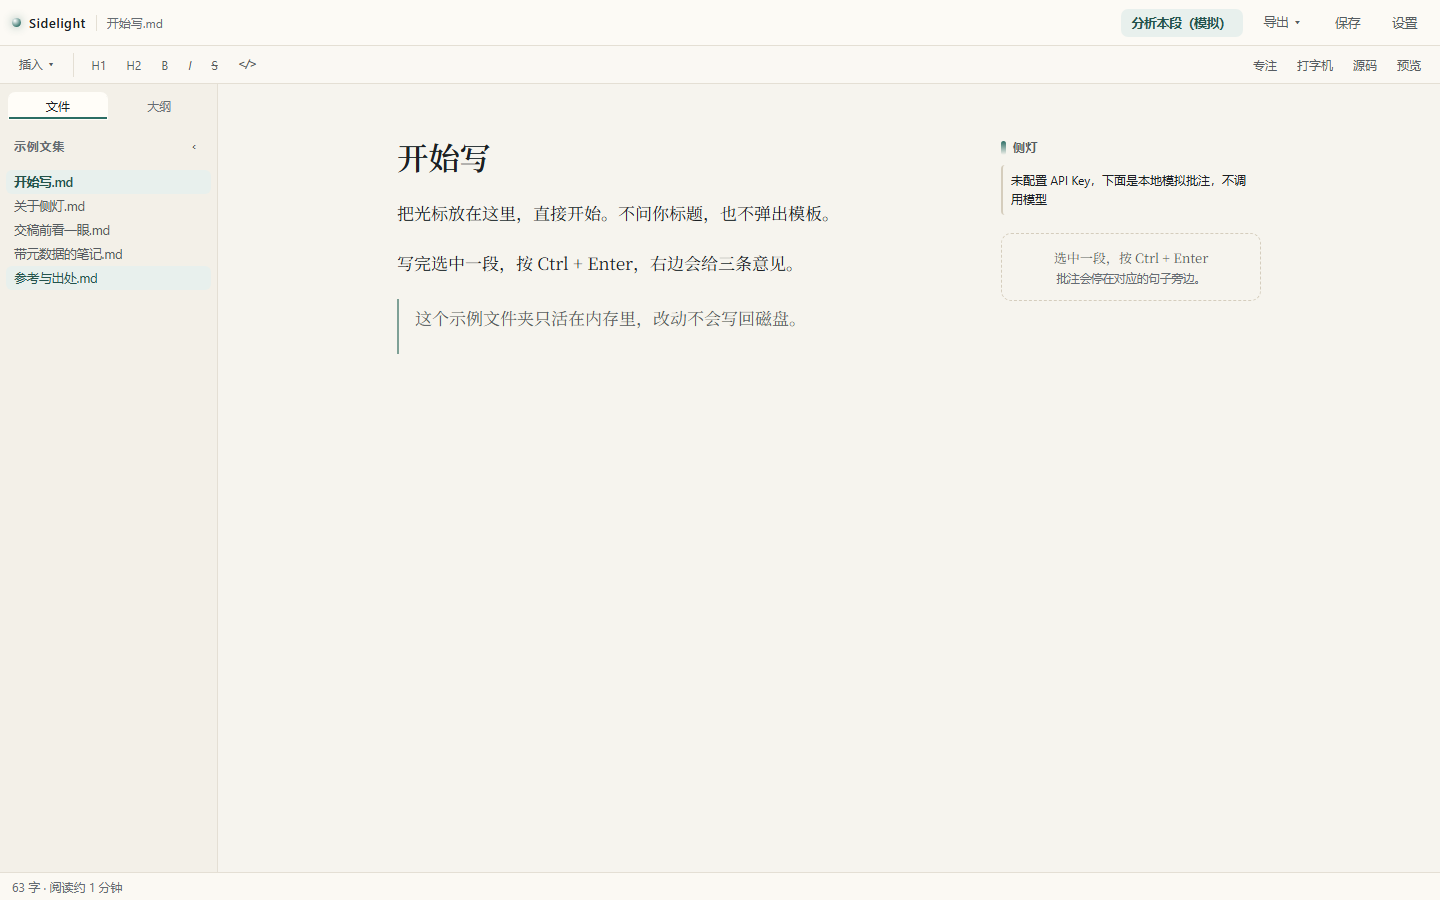 Sidelight 开始写.md 分析本段（模拟） 导出 保存 设置
插入 H1 H2 B I S </> 专注 打字机 源码 预览
文件 大纲
示例文集
开始写.md
关于侧灯.md
交稿前看一眼.md
带元数据的笔记.md
参考与出处.md
开始写
把光标放在这里，直接开始。不问你标题，也不弹出模板。
写完选中一段，按 Ctrl + Enter，右边会给三条意见。
这个示例文件夹只活在内存里，改动不会写回磁盘。
侧灯
未配置 API Key，下面是本地模拟批注，不调
用模型
选中一段，按 Ctrl + Enter
批注会停在对应的句子旁边。
63 字 · 阅读约 1 分钟